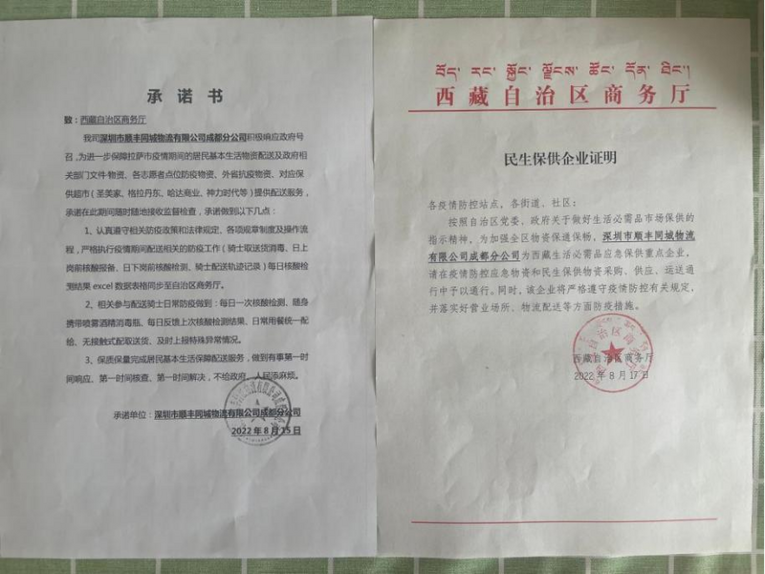 承诺书
致：西藏自治区商务厅
我司深圳市顺丰同城物流有限公司成都分公司积极响应政府号
召，为进一步保障拉萨市疫情期间的居民基本生活物资配送及政府相
关部门文件·物资、各志愿者点位防疫物资、外省抗疫物资、对应保
供超市（圣美家、格拉丹东、哈达商业、神力时代等）提供配送服务，
承诺在此期间随时随地接收监督检查，承诺做到以下几点：
1、认真遵守相关防疫政策和法律规定、各项规章制度及操作流
程，严格执行疫情期间配送相关的防疫工作（骑士取送货消毒、日上
岗前核酸报备、日下岗前核酸检测、骑士配送轨迹记录）每日核酸检
测结果 excel 数据表格同步至自治区商务厅。
2、相关参与配送骑士日常防疫做到：每日一次核酸检测、随身
携带喷雾酒精消毒瓶、每日反馈上次核酸检测结果、日常用餐统一配
给、无接触式配取送货、及时上报特殊异常情况。
3、保质保量完成居民基本生活保障配送服务，做到有事第一时
间响应、第一时间核查、第一时间解决，不给政府、人民添麻烦。
承诺单位：深圳市顺丰同城物流有限公司成都分公司
2022 年 8 月 15 日
西藏自治区商务厅
民生保供企业证明
各疫情防控站点，各街道、社区：
按照自治区党委、政府关于做好生活必需品市场保供的
指示精神，为加强全区物资保通保畅，深圳市顺丰同城物流
有限公司成都分公司为西藏生活必需品应急保供重点企业，
请在疫情防控应急物资和民生保供物资采购、供应、运送通
行中予以通行。同时，该企业将严格遵守疫情防控有关规定，
并落实好营业场所、物流配送等方面防疫措施。
西藏自治区商务厅
2022 年 8 月 17 日